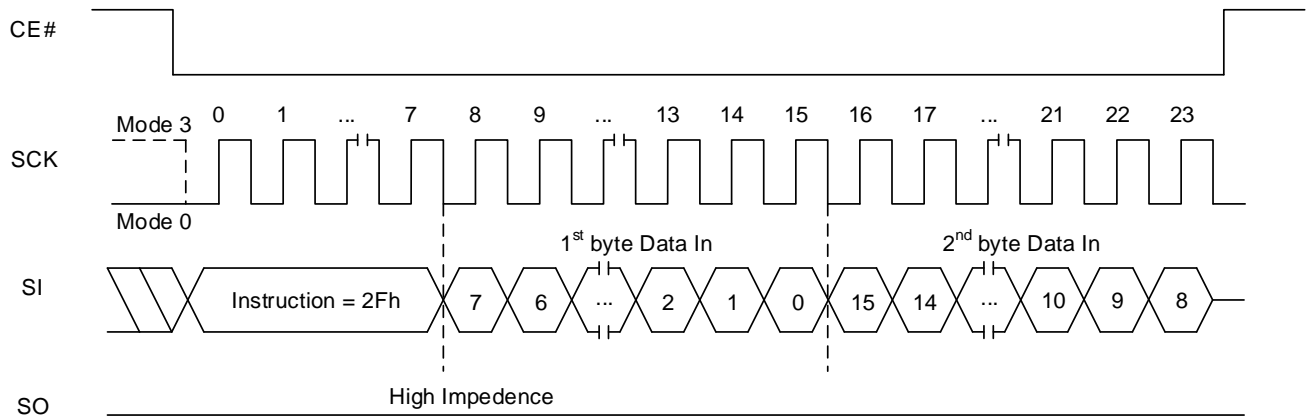 CE#
0 1 ... 7 8 9 ... 13 14 15 16 17 ... 21 22 23
Mode 3
SCK
Mode 0
1st byte Data In 2nd byte Data In
SI
Instruction = 2Fh 7 6 ... 2 1 0 15 14 ... 10 9 8
High Impedence
SO